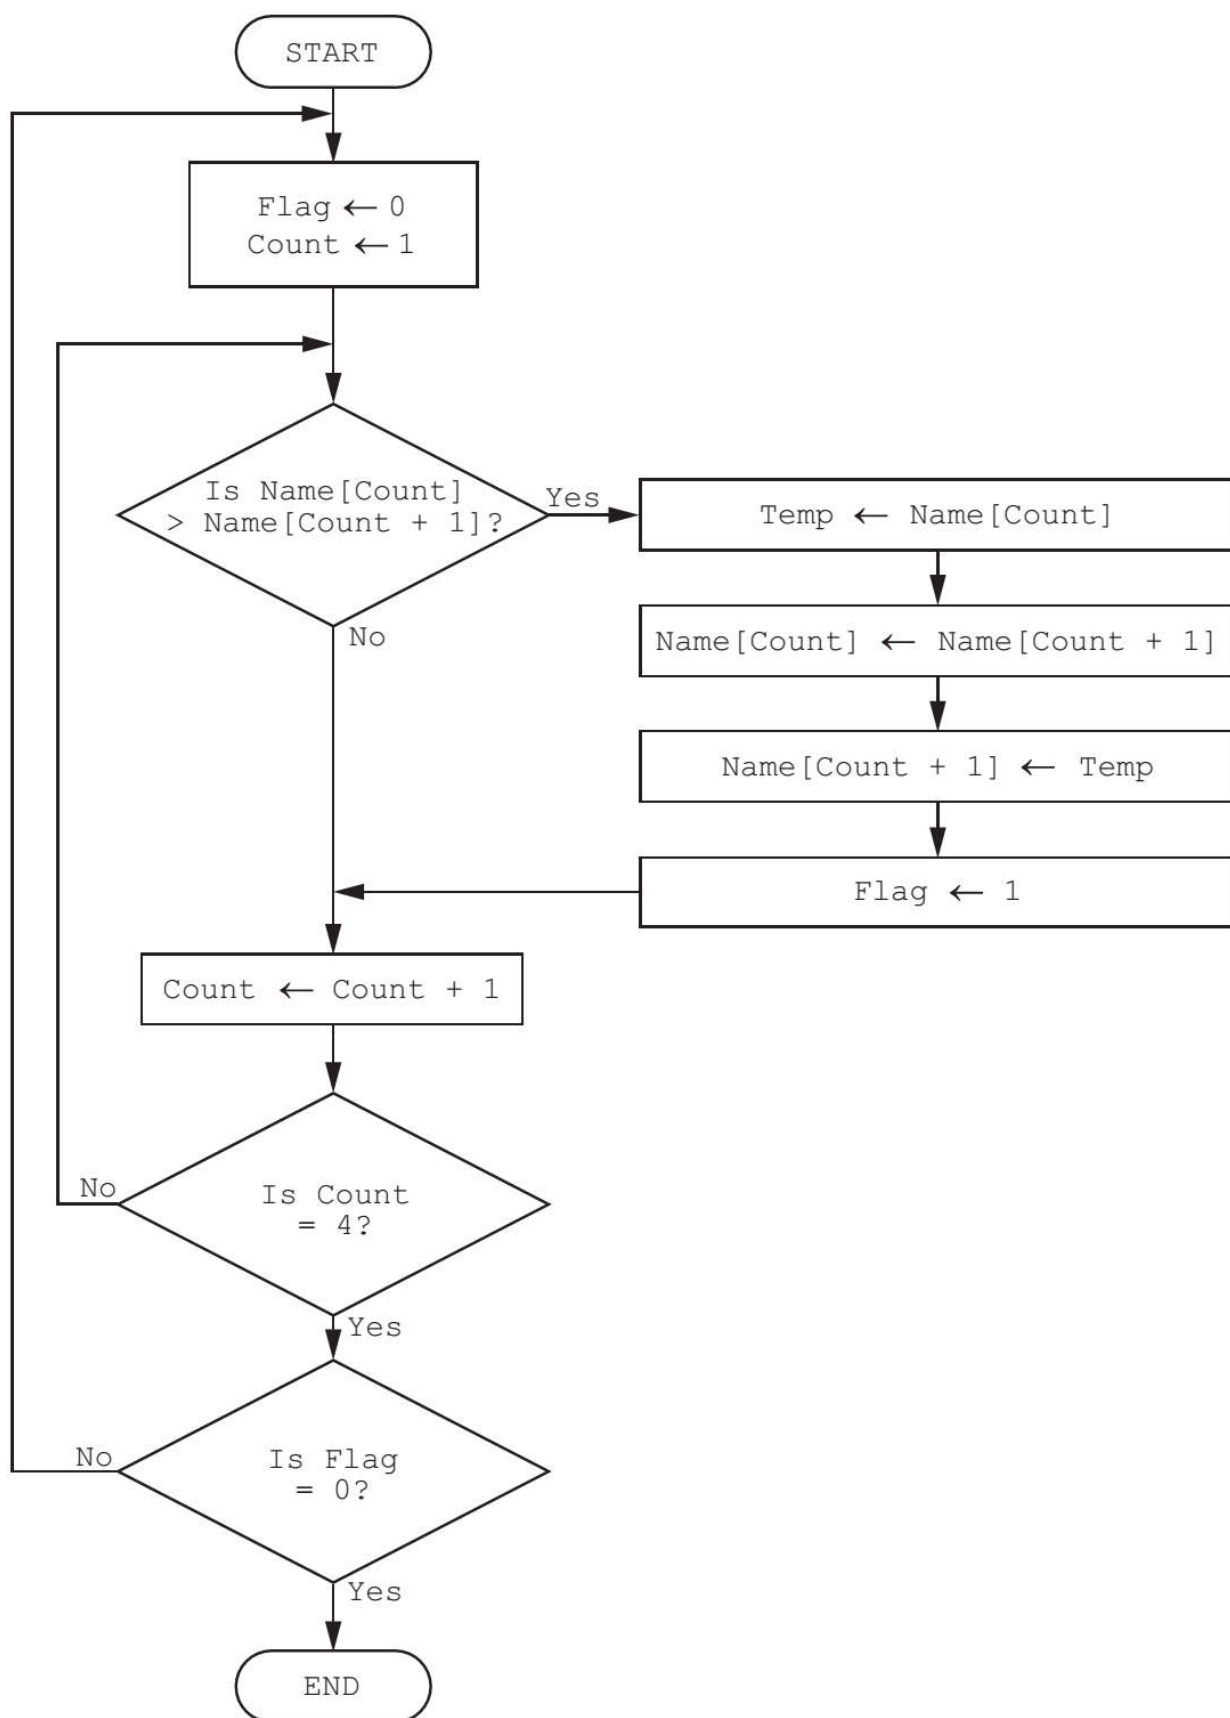 START
Flag ← 0
Count ← 1
Is Name[Count]
> Name[Count + 1]?
Yes
No
Temp ← Name[Count]
Name[Count] ← Name[Count + 1]
Name[Count + 1] ← Temp
Flag ← 1
Count ← Count + 1
Is Count
= 4?
No
Yes
Is Flag
= 0?
No
Yes
END